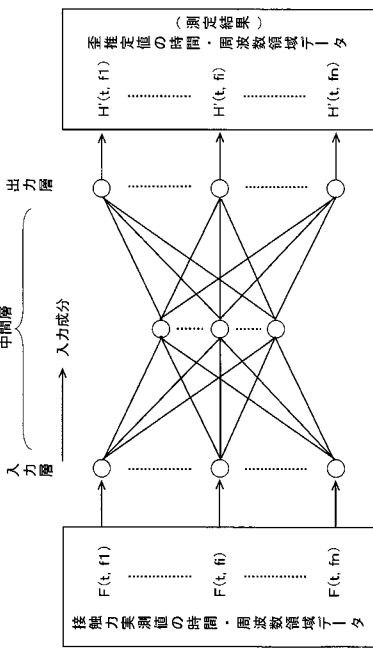 接触力実測値の時間・周波数領域データ
F(t, f1)
F(t, fi)
F(t, fn)
入力層
中間層
出力層
入力成分
H'(t, f1)
H'(t, fi)
H'(t, fn)
(測定結果)
歪推定値の時間・周波数領域データ